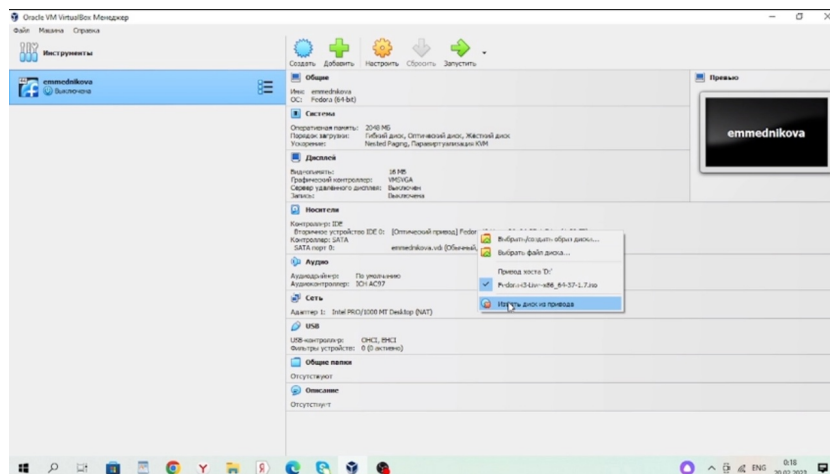 Oracle VM VirtualBox Менеджер
Файл Машина Справка
Инструменты
Создать Добавить Настроить Сбросить Запустить
emmednikova
Выключена
Общие
Имя: emmednikova
ОС: Fedora (64-bit)
Система
Оперативная память: 2048 МБ
Порядок загрузки: Гибкий диск, Оптический диск, Жёсткий диск
Ускорение: Nested Paging, Паравиртуализация KVM
Дисплей
Видеопамять: 16 МБ
Графический контроллер: VMSVGA
Сервер удалённого дисплея: Выключен
Запись: Выключена
Носители
Контроллер: IDE
Вторичное устройство IDE 0: [Оптический привод] Fedor
Контроллер: SATA
SATA порт 0: emmednikova.vdi (Обычный,
Выбрать/создать образ диска...
Выбрать файл диска...
Привод хоста 'D:'
Изъять диск из привода
Аудио
Аудиодрайвер: По умолчанию
Аудиоконтроллер: ICH AC97
Сеть
Адаптер 1: Intel PRO/1000 MT Desktop (NAT)
USB
USB-контроллер: OHCI, EHCI
Фильтры устройств: 0 (0 активно)
Общие папки
Отсутствуют
Описание
Отсутствует
Превью
emmednikova
ENG
0:18
20.02.2023